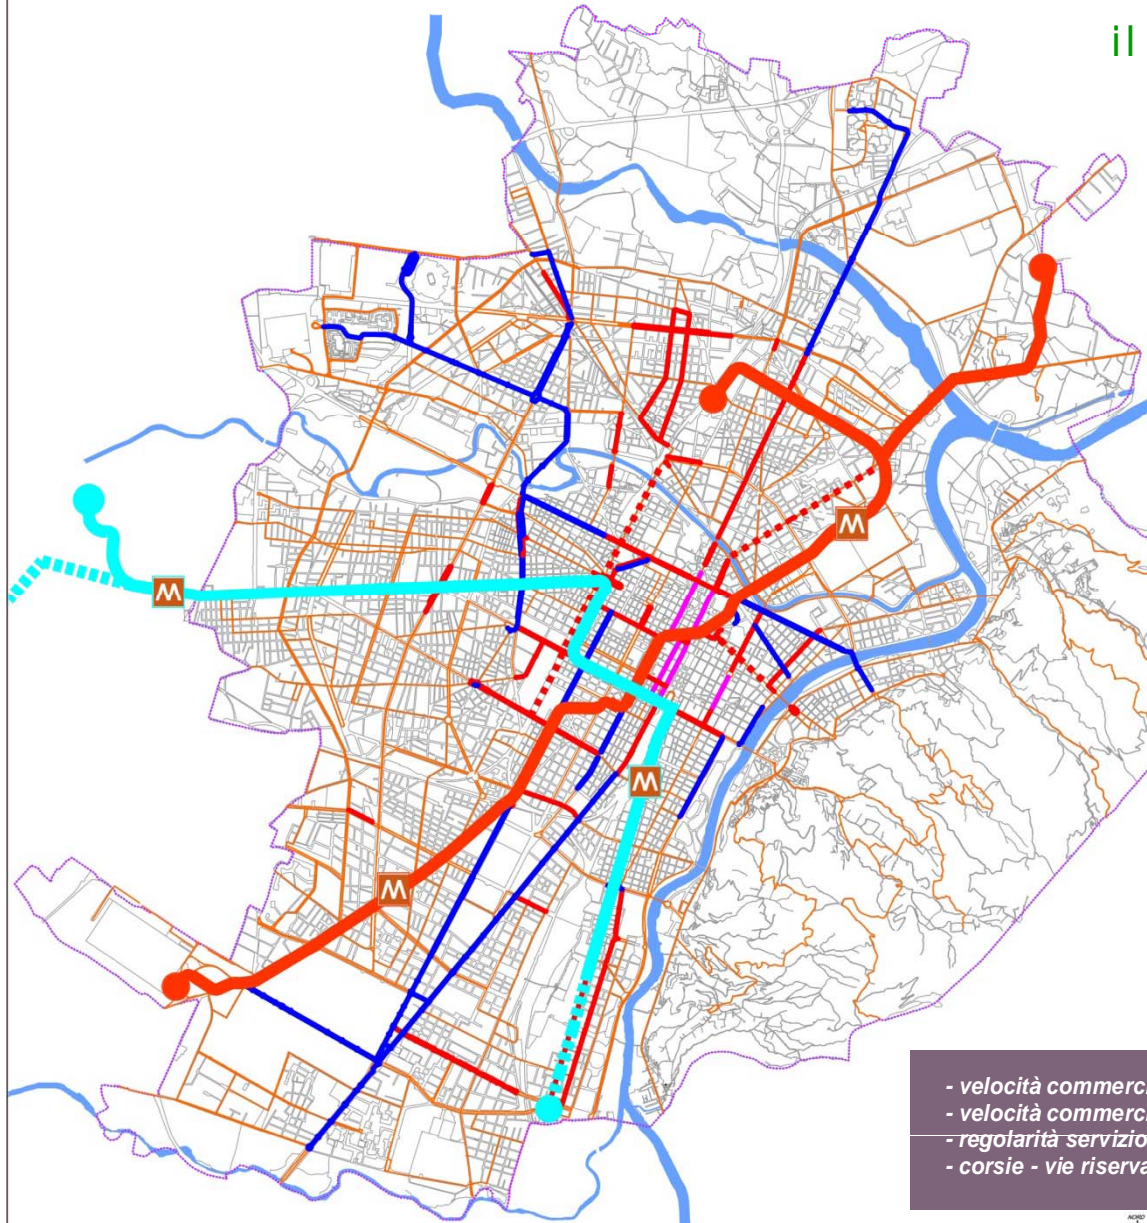 il
M
M
M
M
- velocità commerc
- velocità commerc
- regolarità servizio
- corsie - vie riserva